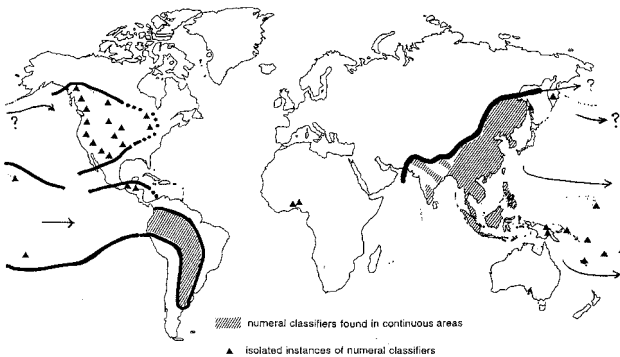 ?
?
?
numeral classifiers found in continuous areas
isolated instances of numeral classifiers